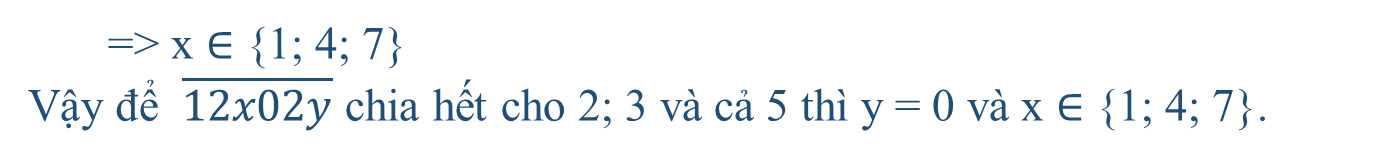 => x ∈ {1; 4; 7}
Vậy để $\overline{12x02y}$ chia hết cho 2; 3 và cả 5 thì y = 0 và x ∈ {1; 4; 7}.